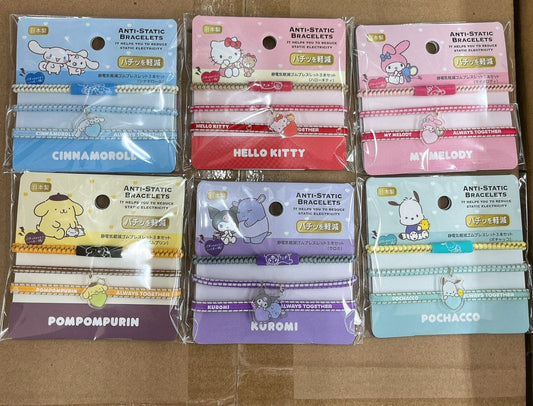 ANTI-STATIC
BRACELETS
IT HELPS YOU TO REDUCE
STATIC ELECTRICITY
パチッを軽減
静電気軽減ゴムブレスレット3本セット
ALWAYS TOGETHER
CINNAMOROLL
日本製
ANTI-STATIC
BRACELETS
IT HELPS YOU TO REDUCE
STATIC ELECTRICITY
パチッを軽減
静電気軽減ゴムブレスレット3本セット
(ハローキティ)
HELLO KITTY
ALWAYS TOGETHER
HELLO KITTY
日本製
ANTI-STATIC
BRACELETS
IT HELPS YOU TO REDUCE
STATIC ELECTRICITY
パチッを軽減
静電気軽減ゴムブレスレット3本セット
MY MELODY
ALWAYS TOGETHER
MY MELODY
日本製
ANTI-STATIC
BRACELETS
IT HELPS YOU TO REDUCE
STATIC ELECTRICITY
パチッを軽減
静電気軽減ゴムブレスレット3本セット
ALWAYS TOGETHER
POMPOMPURIN
日本製
ANTI-STATIC
BRACELETS
IT HELPS YOU TO REDUCE
STATIC ELECTRICITY
パチッを軽減
静電気軽減ゴムブレスレット3本セット
(クロミ)
KUROMI
ALWAYS TOGETHER
KUROMI
日本製
ANTI-STATIC
BRACELETS
IT HELPS YOU TO REDUCE
STATIC ELECTRICITY
パチッを軽減
静電気軽減ゴムブレスレット3本セット
POCHACCO
ALWAYS TOGETHER
POCHACCO